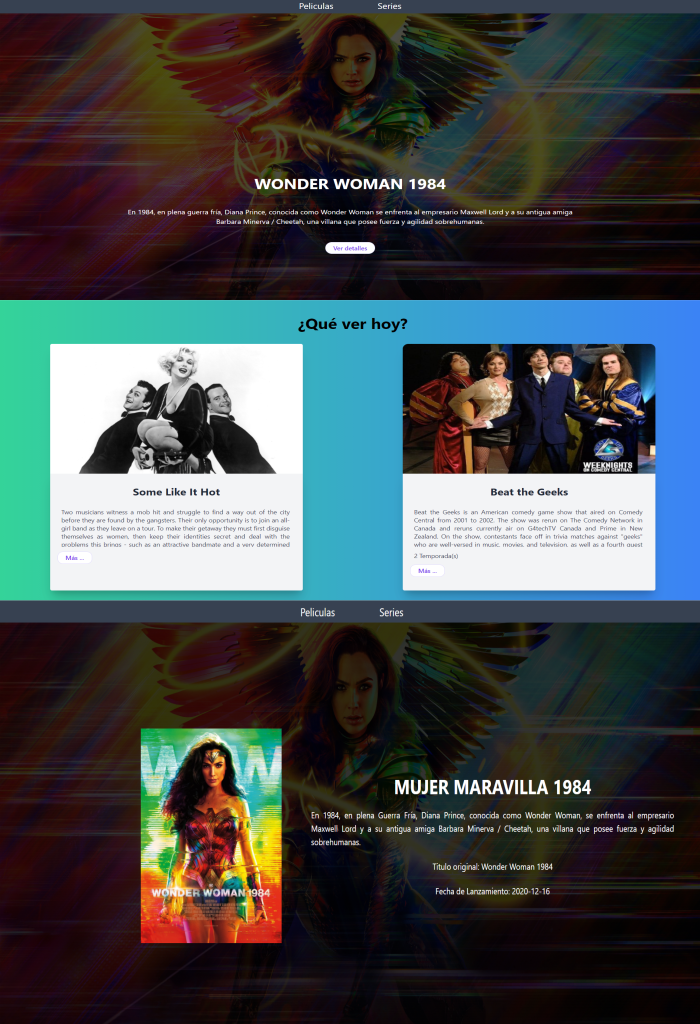 Peliculas Series
WONDER WOMAN 1984
En 1984, en plena guerra fría, Diana Prince, conocida como Wonder Woman se enfrenta al empresario Maxwell Lord y a su antigua amiga
Barbara Minerva / Cheetah, una villana que posee fuerza y agilidad sobrehumanas.
Ver detalles
¿Qué ver hoy?
WEEKNIGHTS
ON COMEDY CENTRAL
Some Like It Hot
Two musicians witness a mob hit and struggle to find a way out of the city
before they are found by the gangsters. Their only opportunity is to join an all-
girl band as they leave on a tour. To make their getaway they must first disguise
themselves as women, then keep their identities secret and deal with the
problems this brings - such as an attractive bandmate and a very determined
Más ...
Beat the Geeks
Beat the Geeks is an American comedy game show that aired on Comedy
Central from 2001 to 2002. The show was rerun on The Comedy Network in
Canada and reruns currently air on G4techTV Canada and Prime in New
Zealand. On the show, contestants face off in trivia matches against "geeks"
who are well-versed in music, movies, and television, as well as a fourth guest
2 Temporada(s)
Más ...
Peliculas Series
WW
WONDER WOMAN 1984
MUJER MARAVILLA 1984
En 1984, en plena Guerra Fría, Diana Prince, conocida como Wonder Woman, se enfrenta al empresario
Maxwell Lord y a su antigua amiga Barbara Minerva / Cheetah, una villana que posee fuerza y agilidad
sobrehumanas.
Titulo original: Wonder Woman 1984
Fecha de Lanzamiento: 2020-12-16